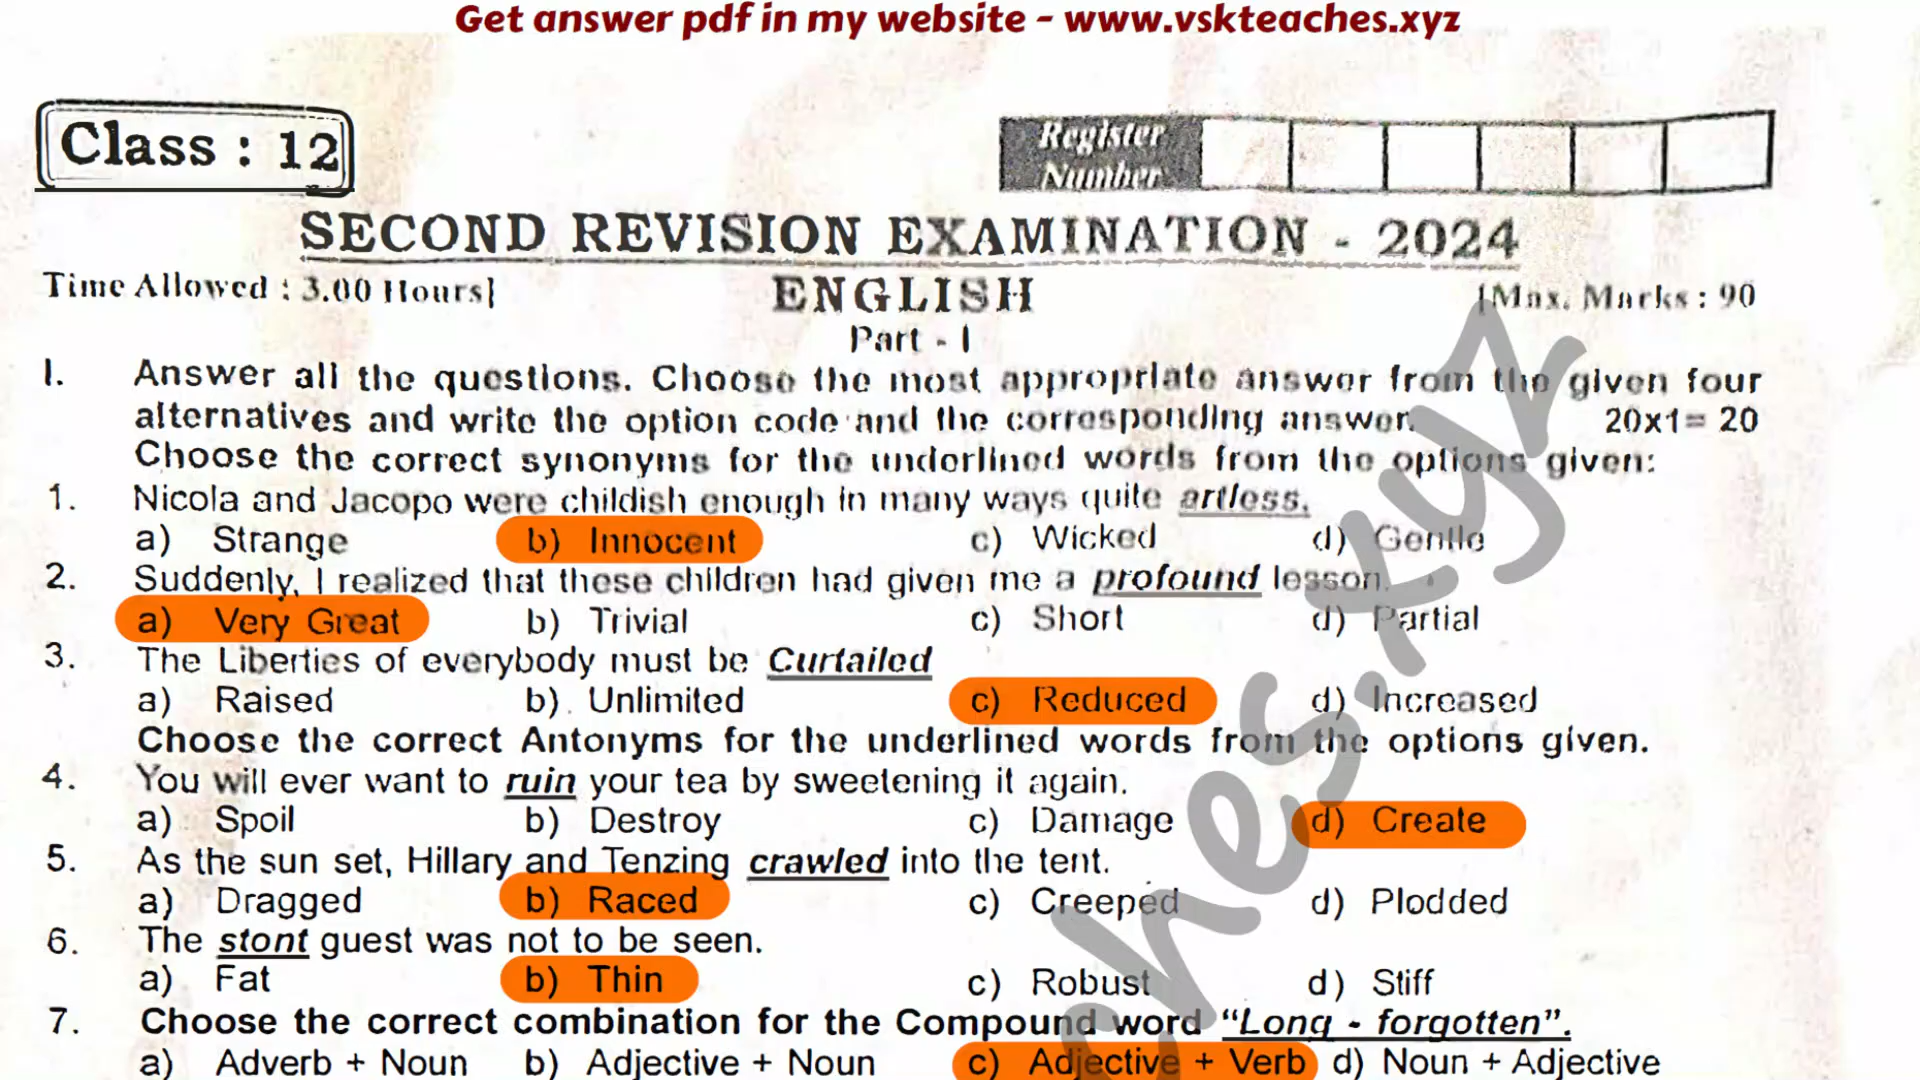 Get answer pdf in my website - www.vskteaches.xyz
Class : 12
Register Number
SECOND REVISION EXAMINATION - 2024
Time Allowed : 3.00 Hours]
ENGLISH
[Max. Marks : 90
Part - I
I. Answer all the questions. Choose the most appropriate answer from the given four
alternatives and write the option code and the corresponding answer. 20x1= 20
Choose the correct synonyms for the underlined words from the options given:
1. Nicola and Jacopo were childish enough in many ways quite artless.
a) Strange b) Innocent c) Wicked d) Gentle
2. Suddenly, I realized that these children had given me a profound lesson.
a) Very Great b) Trivial c) Short d) Partial
3. The Liberties of everybody must be Curtailed
a) Raised b) Unlimited c) Reduced d) Increased
Choose the correct Antonyms for the underlined words from the options given.
4. You will ever want to ruin your tea by sweetening it again.
a) Spoil b) Destroy c) Damage d) Create
5. As the sun set, Hillary and Tenzing crawled into the tent.
a) Dragged b) Raced c) Creeped d) Plodded
6. The stont guest was not to be seen.
a) Fat b) Thin c) Robust d) Stiff
7. Choose the correct combination for the Compound word "Long - forgotten".
a) Adverb + Noun b) Adjective + Noun c) Adjective + Verb d) Noun + Adjective
hes.xyz